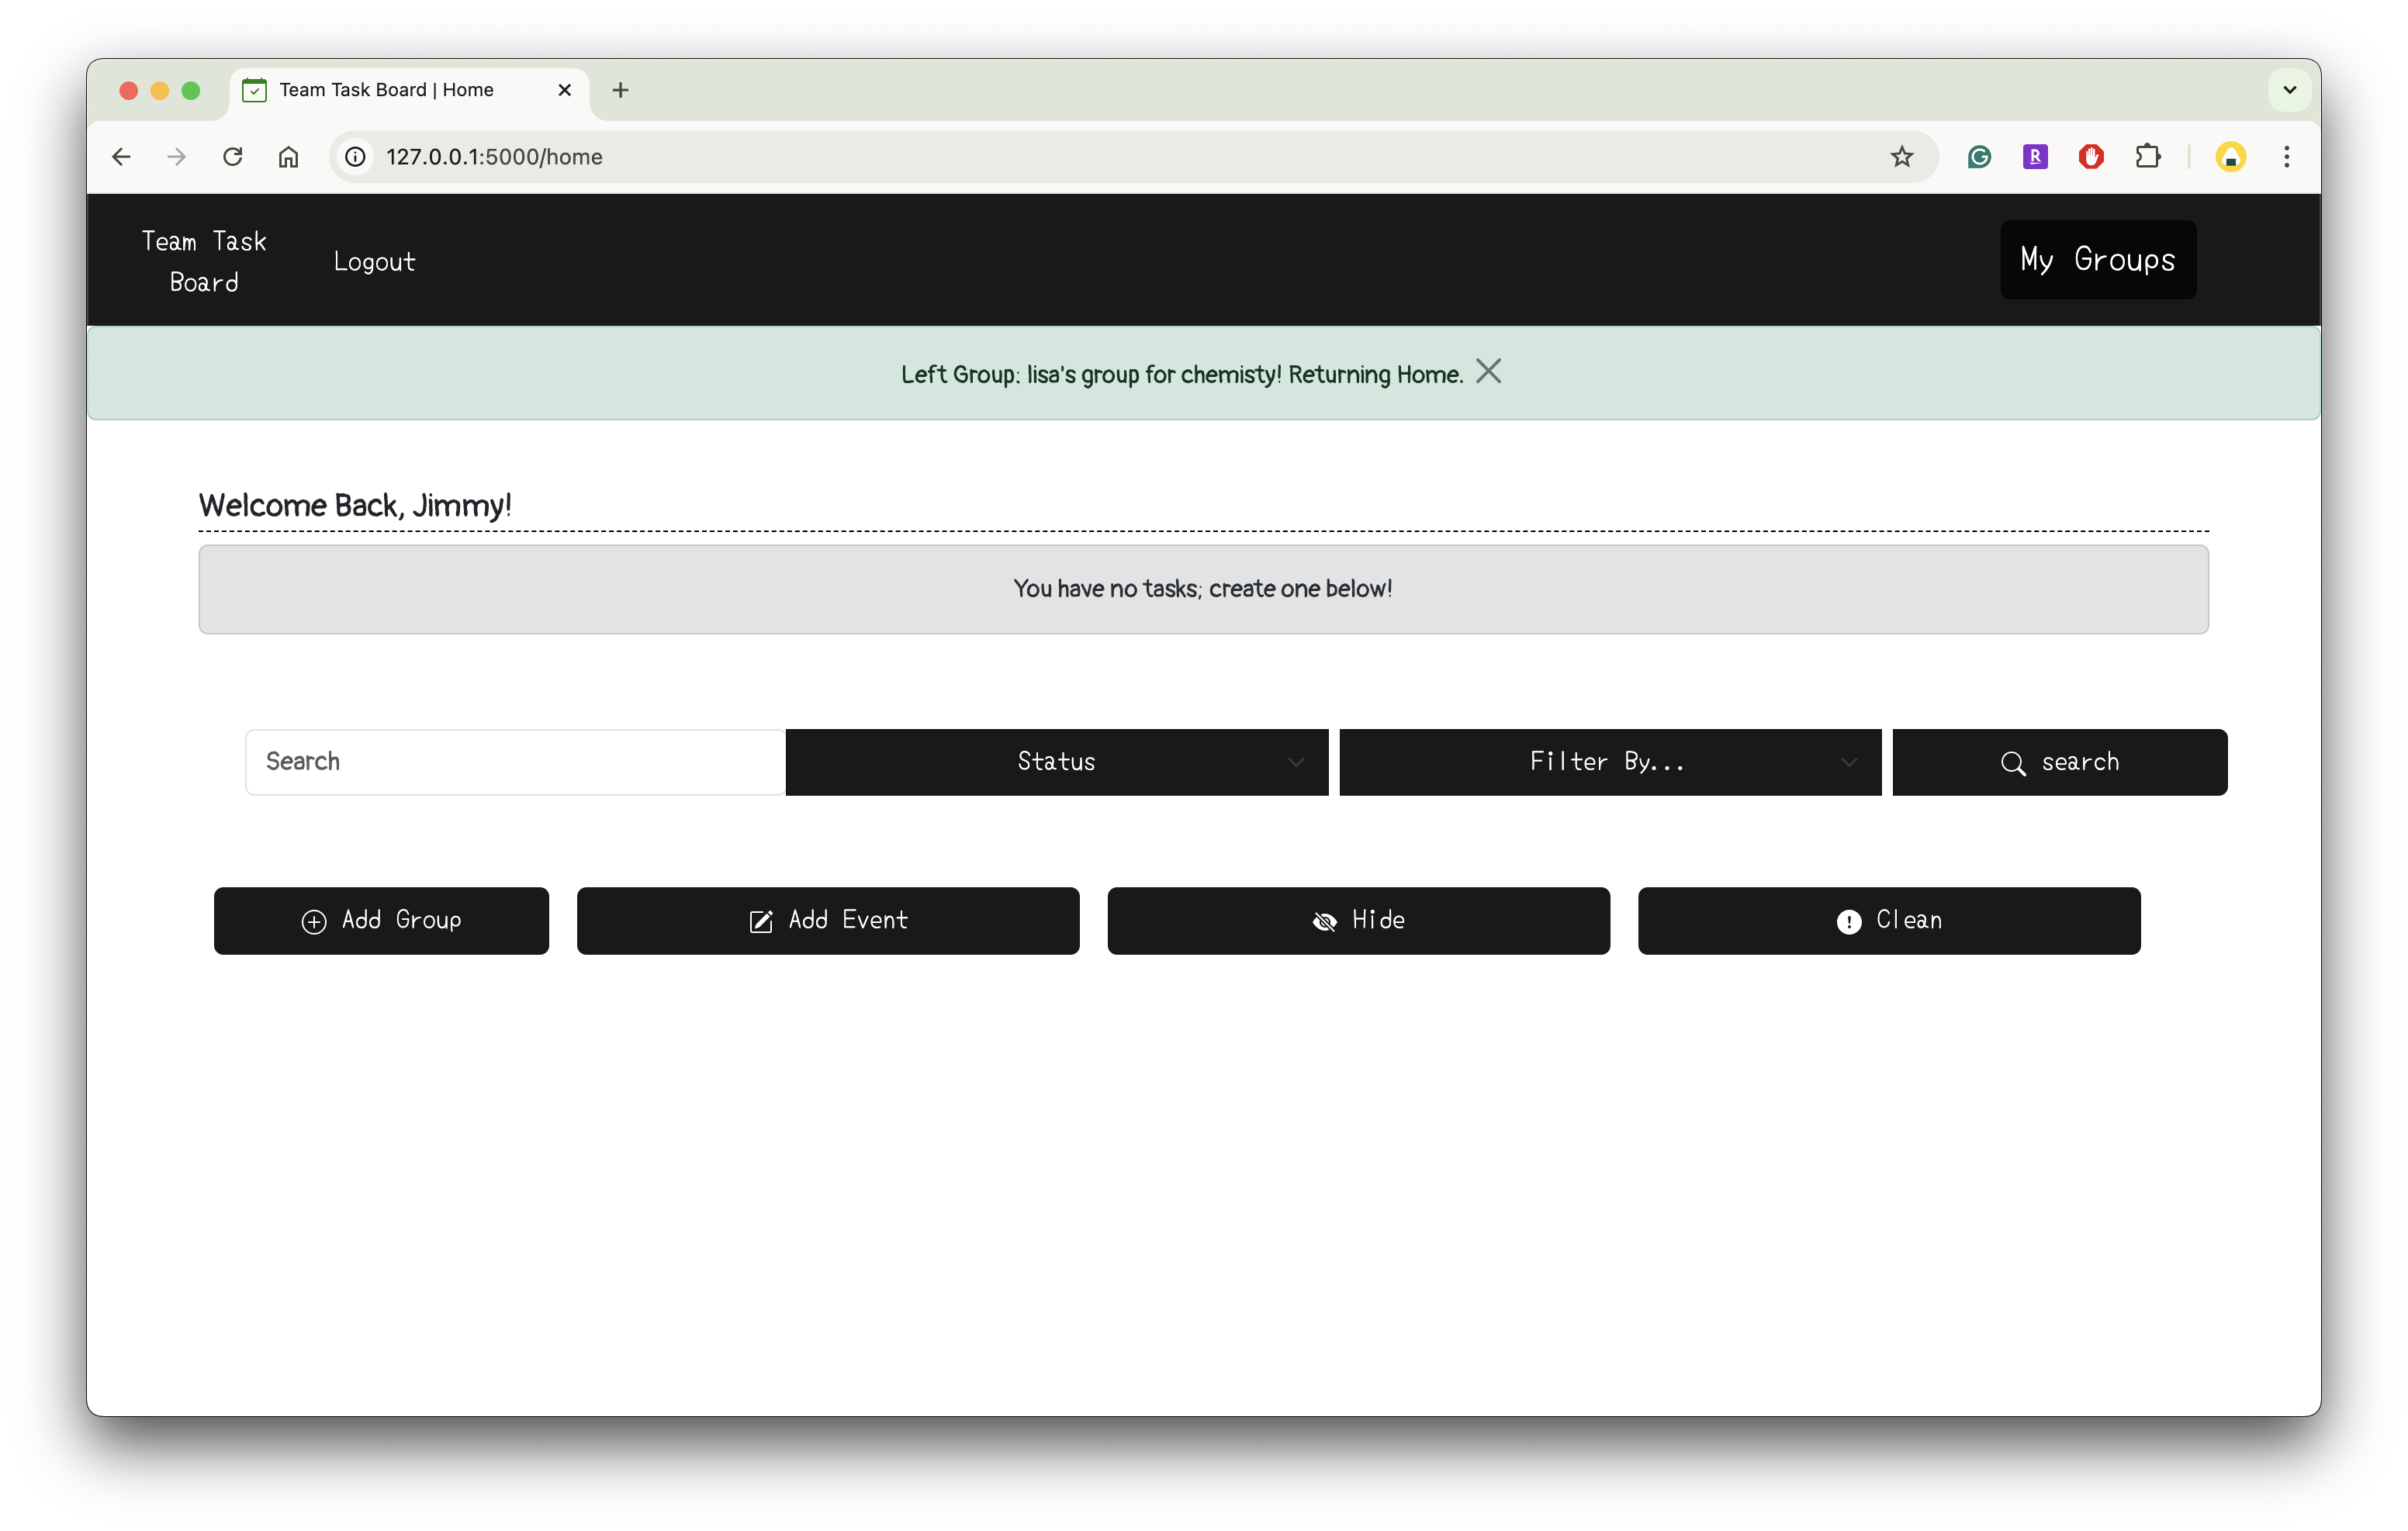 Team Task Board | Home
127.0.0.1:5000/home
Team Task
Board
Logout
My Groups
Left Group: lisa's group for chemisty! Returning Home.
Welcome Back, Jimmy!
You have no tasks; create one below!
Search
Status
Filter By...
search
Add Group
Add Event
Hide
Clean